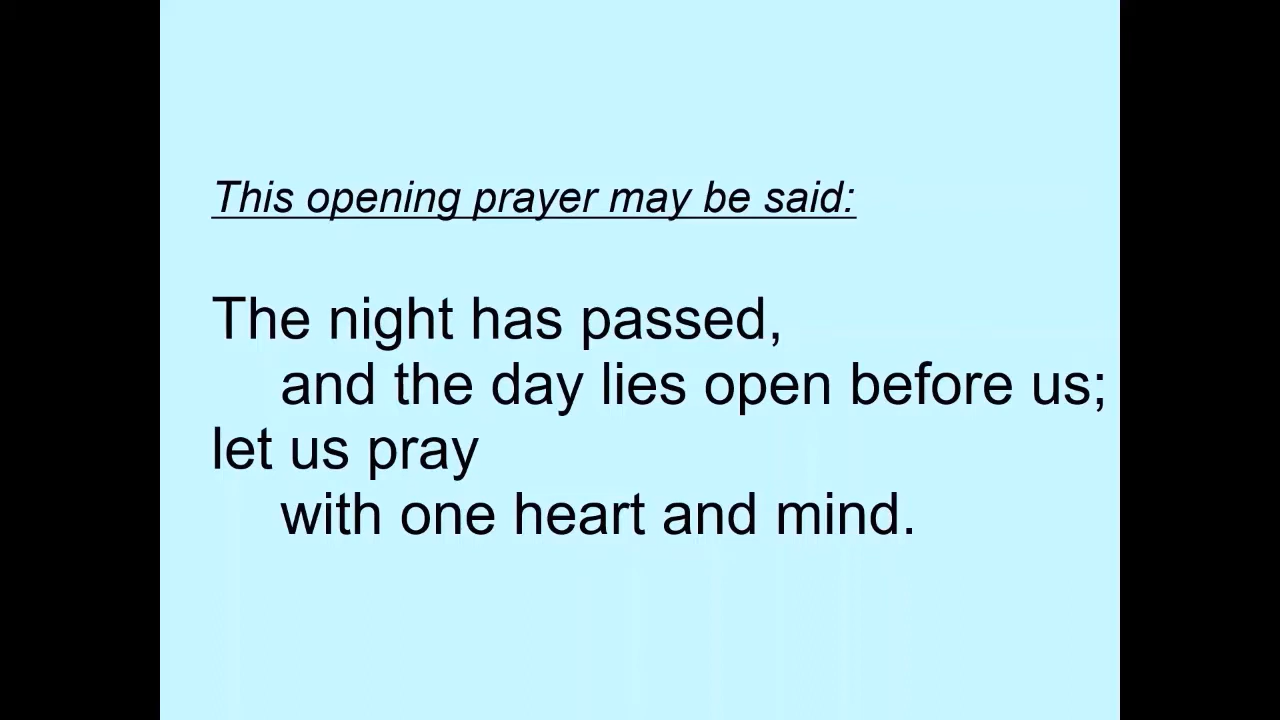 This opening prayer may be said:
The night has passed,
and the day lies open before us;
let us pray
with one heart and mind.